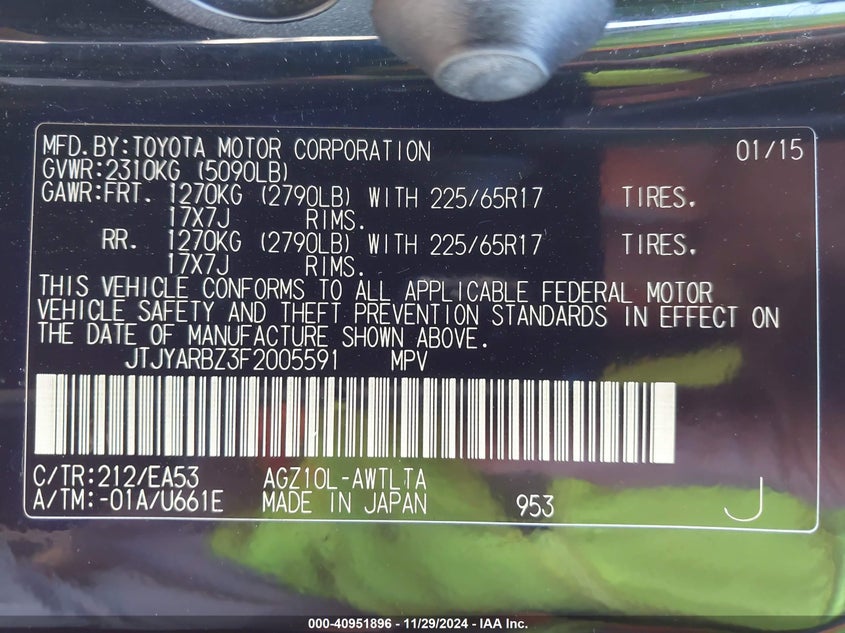 MFD.BY:TOYOTA MOTOR CORPORATION 01/15
GVWR:2310KG (5090LB)
GAWR:FRT. 1270KG (2790LB) WITH 225/65R17 TIRES.
17X7J RIMS.
RR. 1270KG (2790LB) WITH 225/65R17 TIRES.
17X7J RIMS.
THIS VEHICLE CONFORMS TO ALL APPLICABLE FEDERAL MOTOR
VEHICLE SAFETY AND THEFT PREVENTION STANDARDS IN EFFECT ON
THE DATE OF MANUFACTURE SHOWN ABOVE.
JTJYARBZ3F2005591 MPV
C/TR:212/EA53 AGZ10L-AWTLTA
A/TM:-01A/U661E MADE IN JAPAN 953 J
000-40951896 - 11/29/2024 - IAA Inc.